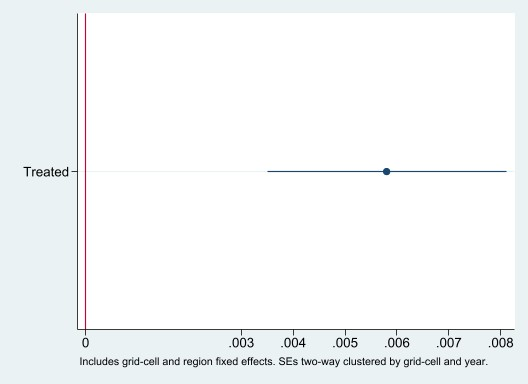 Treated
0 .003 .004 .005 .006 .007 .008
Includes grid-cell and region fixed effects. SEs two-way clustered by grid-cell and year.